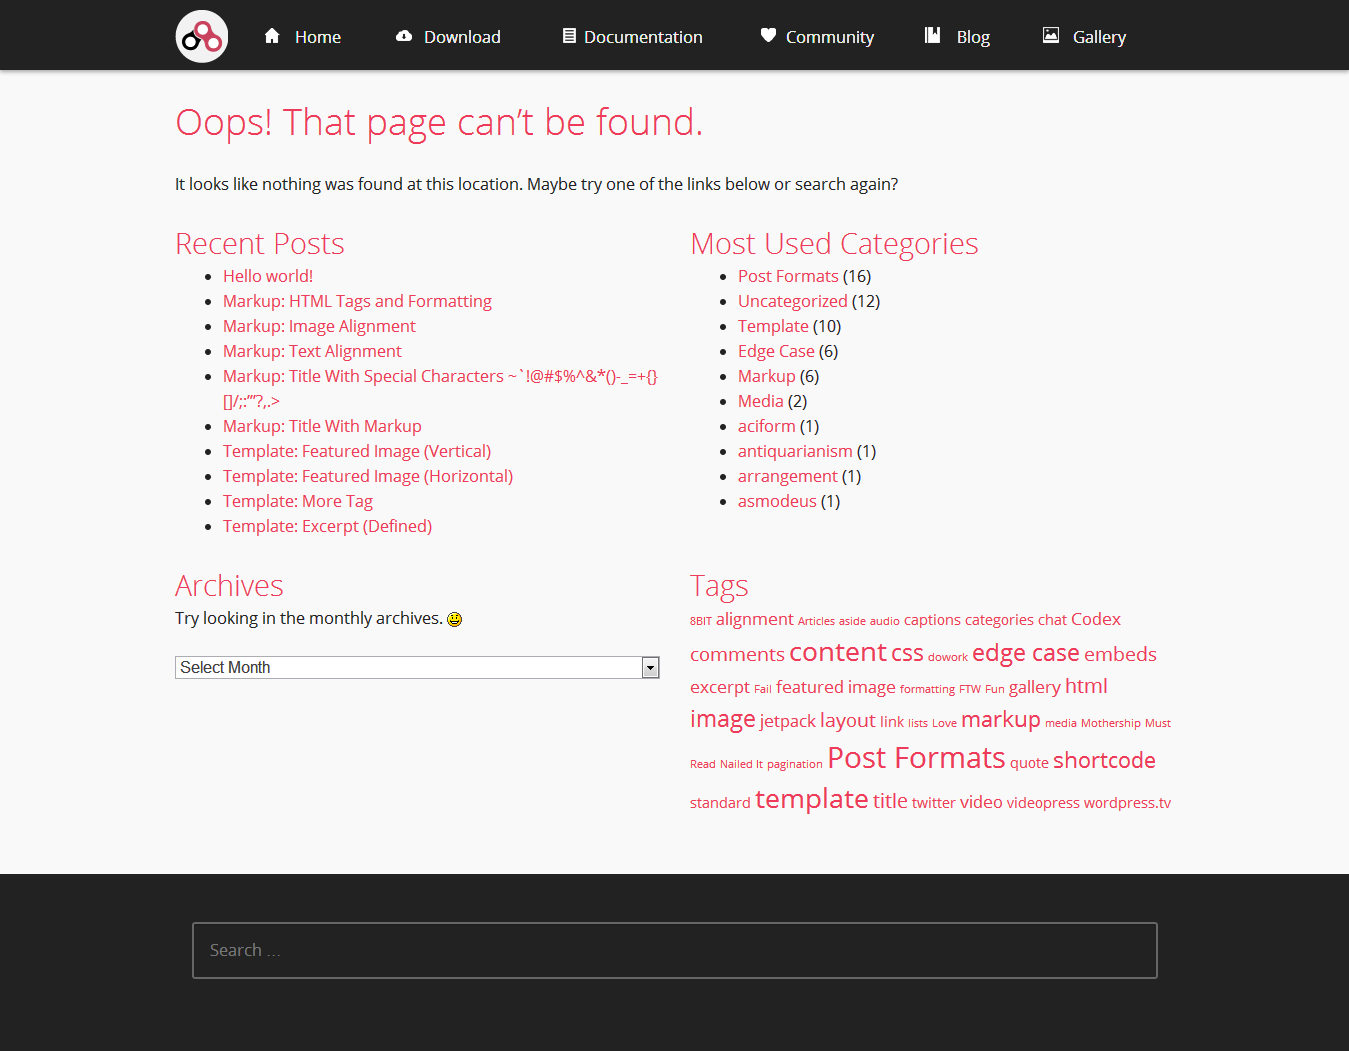 Home Download Documentation Community Blog Gallery
Oops! That page can’t be found.
It looks like nothing was found at this location. Maybe try one of the links below or search again?
Recent Posts
Hello world!
Markup: HTML Tags and Formatting
Markup: Image Alignment
Markup: Text Alignment
Markup: Title With Special Characters ~`!@#$%^&*()-_=+{}
[]/;:’”?,.>
Markup: Title With Markup
Template: Featured Image (Vertical)
Template: Featured Image (Horizontal)
Template: More Tag
Template: Excerpt (Defined)
Most Used Categories
Post Formats (16)
Uncategorized (12)
Template (10)
Edge Case (6)
Markup (6)
Media (2)
aciform (1)
antiquarianism (1)
arrangement (1)
asmodeus (1)
Archives
Try looking in the monthly archives.
Select Month
Tags
8BIT alignment Articles aside audio captions categories chat Codex
comments content css dowork edge case embeds
excerpt Fail featured image formatting FTW Fun gallery html
image jetpack layout link lists Love markup media Mothership Must
Read Nailed It pagination Post Formats quote shortcode
standard template title twitter video videopress wordpress.tv
Search ...